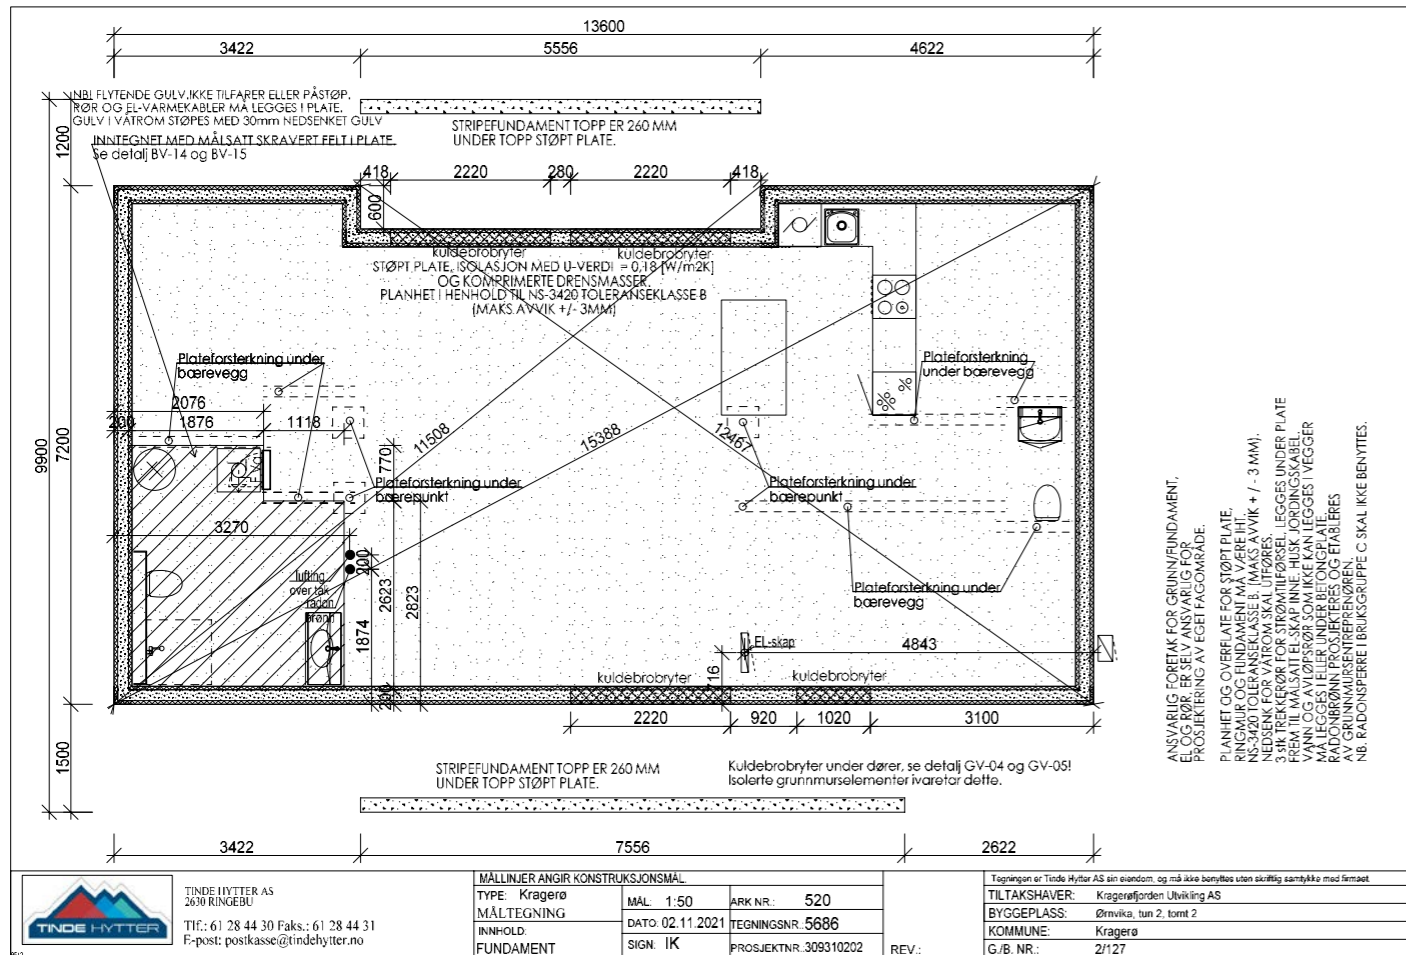 13600
3422
5556
4622
NBI FLYTENDE GULV, IKKE TILFARER ELLER PÅSTØP.
RØR OG EL-VARMEKABLER MÅ LEGGES I PLATE.
GULV I VÅTROM STØPES MED 30mm NEDSENKET GULV
INNTEGNET MED MÅLSATT SKRAVERT FELT I PLATE.
Se detalj BV-14 og BV-15
STRIPEFUNDAMENT TOPP ER 260 MM
UNDER TOPP STØPT PLATE.
1200
9900
7200
1500
418
2220
280
2220
418
600
kuldebrobryter
kuldebrobryter
STØPT PLATE, ISOLASJON MED U-VERDI = 0,18 [W/m2K]
OG KOMPRIMERTE DRENSMASSER.
PLANHET I HENHOLD TIL NS-3420 TOLERANSEKLASSE B
(MAKS. AVVIK +/- 3MM)
Plateforsterkning under
bærevegg
Plateforsterkning
under bærevegg
2076
200
1876
1118
11508
15388
12467
770
Plateforsterkning under
bærepunkt
Plateforsterkning under
bærepunkt
3270
200
lufting
over tak
radon
brønn
2623
2823
1874
200
Plateforsterkning under
bærevegg
EL-skap
4843
716
kuldebrobryter
kuldebrobryter
2220
920
1020
3100
STRIPEFUNDAMENT TOPP ER 260 MM
UNDER TOPP STØPT PLATE.
Kuldebrobryter under dører, se detalj GV-04 og GV-05!
Isolerte grunnmurselementer ivaretar dette.
3422
7556
2622
ANSVARLIG FORETAK FOR GRUNN/FUNDAMENT,
EL OG RØR, ER SELV ANSVARLIG FOR
PROSJEKTERING AV EGET FAGOMRÅDE.
PLANHET OG OVERFLATE FOR STØPT PLATE,
RINGMUR OG FUNDAMENT MÅ VÆRE IHT.
NS-3420 TOLERANSEKLASSE B. (MAKS AVVIK + / - 3 MM).
NEDSENK FOR VÅTROM SKAL UTFØRES.
3 stk TREKKERØR FOR STRØMTILFØRSEL, LEGGES UNDER PLATE
FREM TIL MÅLSATT EL-SKAP INNE. HUSK JORDINGSKABEL.
VANN OG AVLØPSRØR SOM IKKE KAN LEGGES I VEGGER
MÅ LEGGES I ELLER UNDER BETONGPLATE.
RADONBRØNN PROSJEKTERES OG ETABLERES
AV GRUNNMURSENTREPRENØREN.
NB. RADONSPERRE I BRUKSGRUPPE C SKAL IKKE BENYTTES.
TINDE HYTTER
TINDE HYTTER AS
2630 RINGEBU
Tlf.: 61 28 44 30 Faks.: 61 28 44 31
E-post: postkasse@tindehytter.no
MÅLLINJER ANGIR KONSTRUKSJONSMÅL.
TYPE: Kragerø
MÅLTEGNING
INNHOLD:
FUNDAMENT
MÅL: 1:50
DATO: 02.11.2021
SIGN: IK
ARK NR.: 520
TEGNINGSNR.: 5686
PROSJEKTNR.: 309310202
REV.:
Tegningen er Tinde Hytter AS sin eiendom, og må ikke benyttes uten skriftlig samtykke med firmaet.
TILTAKSHAVER: Kragerøfjorden Utvikling AS
BYGGEPLASS: Ørnvika, tun 2, tomt 2
KOMMUNE: Kragerø
G./B. NR.: 2/127